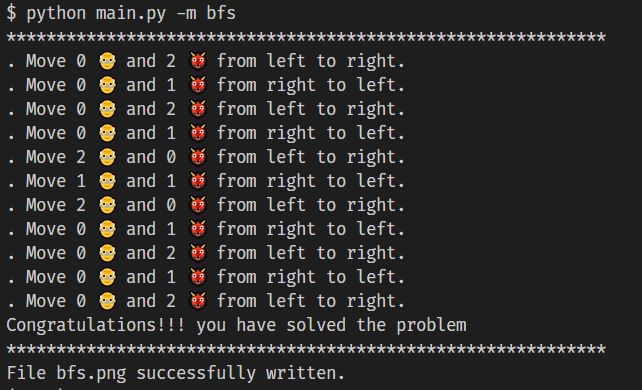 $ python main.py -m bfs
************************************************************
. Move 0 👴 and 2 👹 from left to right.
. Move 0 👴 and 1 👹 from right to left.
. Move 0 👴 and 2 👹 from left to right.
. Move 0 👴 and 1 👹 from right to left.
. Move 2 👴 and 0 👹 from left to right.
. Move 1 👴 and 1 👹 from right to left.
. Move 2 👴 and 0 👹 from left to right.
. Move 0 👴 and 1 👹 from right to left.
. Move 0 👴 and 2 👹 from left to right.
. Move 0 👴 and 1 👹 from right to left.
. Move 0 👴 and 2 👹 from left to right.
Congratulations!!! you have solved the problem
************************************************************
File bfs.png successfully written.